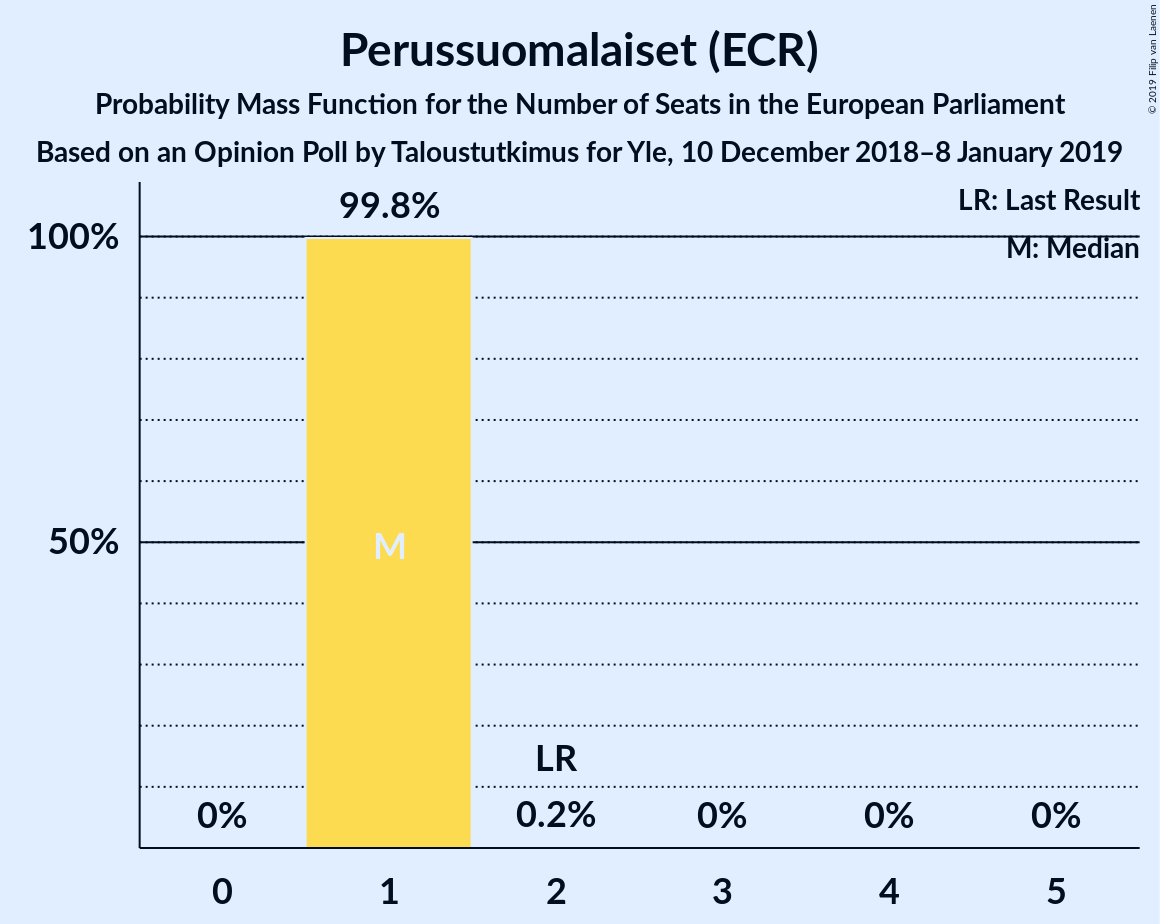 Perussuomalaiset (ECR)
Probability Mass Function for the Number of Seats in the European Parliament
Based on an Opinion Poll by Taloustutkimus for Yle, 10 December 2018–8 January 2019
© 2019 Filip van Laenen
LR: Last Result
M: Median
99.8%
100%
50%
M
LR
0%
0.2%
0%
0%
0%
0
1
2
3
4
5